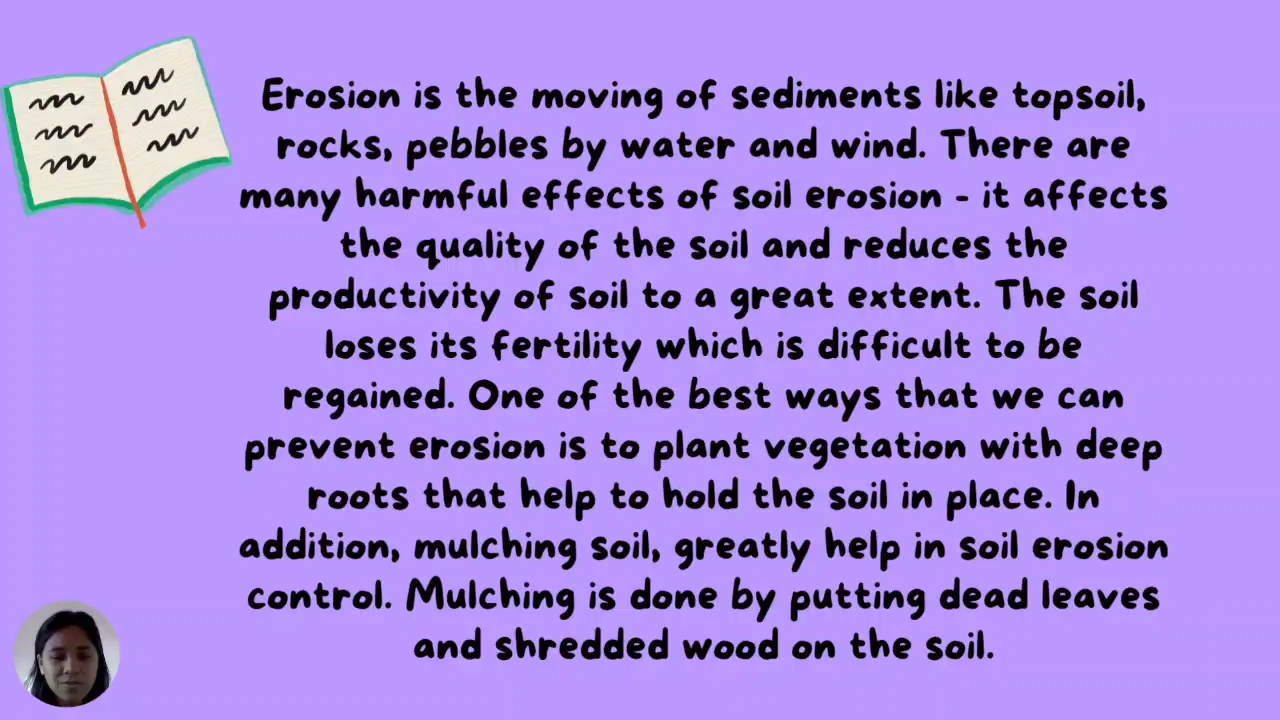 Erosion is the moving of sediments like topsoil,
rocks, pebbles by water and wind. There are
many harmful effects of soil erosion - it affects
the quality of the soil and reduces the
productivity of soil to a great extent. The soil
loses its fertility which is difficult to be
regained. One of the best ways that we can
prevent erosion is to plant vegetation with deep
roots that help to hold the soil in place. In
addition, mulching soil, greatly help in soil erosion
control. Mulching is done by putting dead leaves
and shredded wood on the soil.